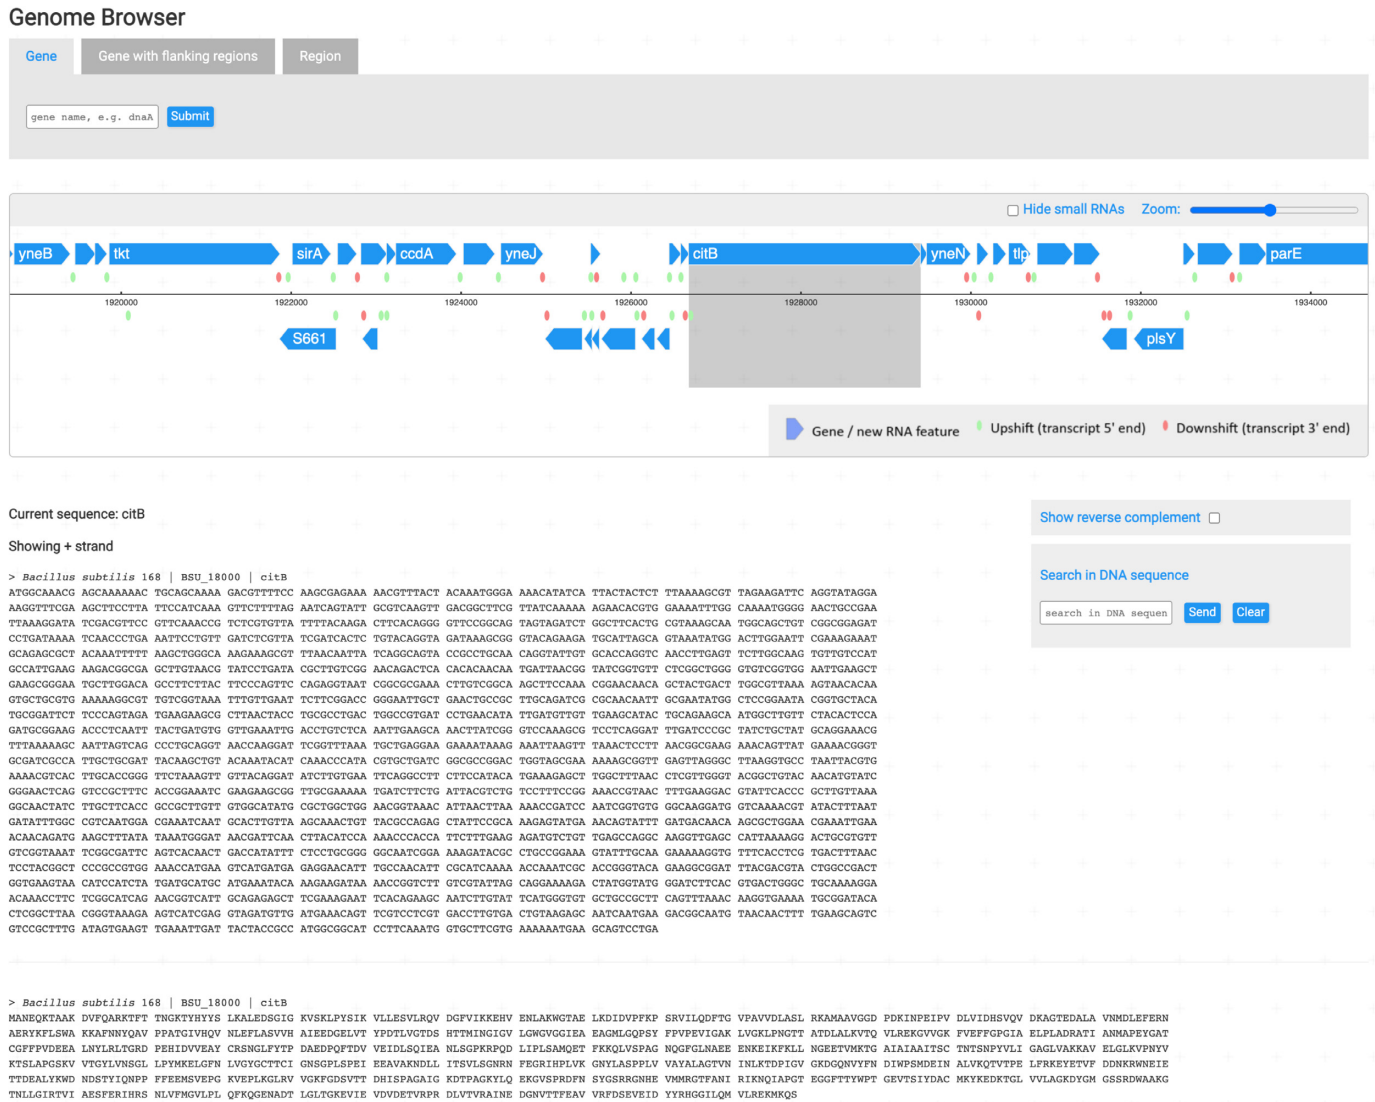 Genome Browser
Gene Gene with flanking regions Region
gene name, e.g. dnaA Submit
Hide small RNAs Zoom:
yneB tkt sirA ccdA yneJ citB yneN tlp parE
1920000 1922000 1924000 1926000 1928000 1930000 1932000 1934000
S661 plsY
Gene / new RNA feature Upshift (transcript 5' end) Downshift (transcript 3' end)
Current sequence: citB
Show reverse complement
Showing + strand
Search in DNA sequence
search in DNA sequen Send Clear
> Bacillus subtilis 168 | BSU_18000 | citB
ATGGCAAACG AGCAAAAAAC TGCAGCAAAA GACGTTTTCC AAGCGAGAAA AACGTTTACT ACAAATGGGA AAACATATCA TTACTACTCT TTAAAAGCGT TAGAAGATTC AGGTATAGGA
AAGGTTTCGA AGCTTCCTTA TTCCATCAAA GTTCTTTTAG AATCAGTATT GCGTCAAGTT GACGGCTTCG TTATCAAAAA AGAACACGTG GAAAATTTGG CAAAATGGGG AACTGCCGAA
TTAAAGGATA TCGACGTTCC GTTCAAACCG TCTCGTGTTA TTTTACAAGA CTTCACAGGG GTTCCGGCAG TAGTAGATCT GGCTTCACTG CGTAAAGCAA TGGCAGCTGT CGGCGGAGAT
CCTGATAAAA TCAACCCTGA AATTCCTGTT GATCTCGTTA TCGATCACTC TGTACAGGTA GATAAAGCGG GTACAGAAGA TGCATTAGCA GTAAATATGG ACTTGGAATT CGAAAGAAAT
GCAGAGCGCT ACAAATTTTT AAGCTGGGCA AAGAAAGCGT TTAACAATTA TCAGGCAGTA CCGCCTGCAA CAGGTATTGT GCACCAGGTC AACCTTGAGT TCTTGGCAAG TGTTGTCCAT
GCCATTGAAG AAGACGGCGA GCTTGTAACG TATCCTGATA CGCTTGTCGG AACAGACTCA CACACAACAA TGATTAACGG TATCGGTGTT CTCGGCTGGG GTGTCGGTGG AATTGAAGCT
GAAGCGGGAA TGCTTGGACA GCCTTCTTAC TTCCCAGTTC CAGAGGTAAT CGGCGCGAAA CTTGTCGGCA AGCTTCCAAA CGGAACAACA GCTACTGACT TGGCGTTAAA AGTAACACAA
GTGCTGCGTG AAAAAGGCGT TGTCGGTAAA TTTGTTGAAT TCTTCGGACC GGGAATTGCT GAACTGCCGC TTGCAGATCG CGCAACAATT GCGAATATGG CTCCGGAATA CGGTGCTACA
TGCGGATTCT TCCCAGTAGA TGAAGAAGCG CTTAACTACC TGCGCCTGAC TGGCCGTGAT CCTGAACATA TTGATGTTGT TGAAGCATAC TGCAGAAGCA ATGGCTTGTT CTACACTCCA
GATGCGGAAG ACCCTCAATT TACTGATGTG GTTGAAATTG ACCTGTCTCA AATTGAAGCA AACTTATCGG GTCCAAAGCG TCCTCAGGAT TTGATCCCGC TATCTGCTAT GCAGGAAACG
TTTAAAAAGC AATTAGTCAG CCCTGCAGGT AACCAAGGAT TCGGTTTAAA TGCTGAGGAA GAAAATAAAG AAATTAAGTT TAAACTCCTT AACGGCGAAG AAACAGTTAT GAAAACGGGT
GCGATCGCCA TTGCTGCGAT TACAAGCTGT ACAAATACAT CAAACCCATA CGTGCTGATC GGCGCCGGAC TGGTAGCGAA AAAAGCGGTT GAGTTAGGGC TTAAGGTGCC TAATTACGTG
AAAACGTCAC TTGCACCGGG TTCTAAAGTT GTTACAGGAT ATCTTGTGAA TTCAGGCCTT CTTCCATACA TGAAAGAGCT TGGCTTTAAC CTCGTTGGGT ACGGCTGTAC AACATGTATC
GGGAACTCAG GTCCGCTTTC ACCGGAAATC GAAGAAGCGG TTGCGAAAAA TGATCTTCTG ATTACGTCTG TCCTTTCCGG AAACCGTAAC TTTGAAGGAC GTATTCACCC GCTTGTTAAA
GGCAACTATC TTGCTTCACC GCCGCTTGTT GTGGCATATG CGCTGGCTGG AACGGTAAAC ATTAACTTAA AAACCGATCC AATCGGTGTG GGCAAGGATG GTCAAAACGT ATACTTTAAT
GATATTTGGC CGTCAATGGA CGAAATCAAT GCACTTGTTA AGCAAACTGT TACGCCAGAG CTATTCCGCA AAGAGTATGA AACAGTATTT GATGACAACA AGCGCTGGAA CGAAATTGAA
ACAACAGATG AAGCTTTATA TAAATGGGAT AACGATTCAA CTTACATCCA AAACCCACCA TTCTTTGAAG AGATGTCTGT TGAGCCAGGC AAGGTTGAGC CATTAAAAGG ACTGCGTGTT
GTCGGTAAAT TCGGCGATTC AGTCACAACT GACCATATTT CTCCTGCGGG GGCAATCGGA AAAGATACGC CTGCCGGAAA GTATTTGCAA GAAAAAGGTG TTTCACCTCG TGACTTTAAC
TCCTACGGCT CCCGCCGTGG AAACCATGAA GTCATGATGA GAGGAACATT TGCCAACATT CGCATCAAAA ACCAAATCGC ACCGGGTACA GAAGGCGGAT TTACGACGTA CTGGCCGACT
GGTGAAGTAA CATCCATCTA TGATGCATGC ATGAAATACA AAGAAGATAA AACCGGTCTT GTCGTATTAG CAGGAAAAGA CTATGGTATG GGATCTTCAC GTGACTGGGC TGCAAAAGGA
ACAAACCTTC TCGGCATCAG AACGGTCATT GCAGAGAGCT TCGAAAGAAT TCACAGAAGC AATCTTGTAT TCATGGGTGT GCTGCCGCTT CAGTTTAAAC AAGGTGAAAA TGCGGATACA
CTCGGCTTAA CGGGTAAAGA AGTCATCGAG GTAGATGTTG ATGAAACAGT TCGTCCTCGT GACCTTGTGA CTGTAAGAGC AATCAATGAA GACGGCAATG TAACAACTTT TGAAGCAGTC
GTCCGCTTTG ATAGTGAAGT TGAAATTGAT TACTACCGCC ATGGCGGCAT CCTTCAAATG GTGCTTCGTG AAAAAATGAA GCAGTCCTGA
> Bacillus subtilis 168 | BSU_18000 | citB
MANEQKTAAK DVFQARKTFT TNGKTYHYYS LKALEDSGIG KVSKLPYSIK VLLESVLRQV DGFVIKKEHV ENLAKWGTAE LKDIDVPFKP SRVILQDFTG VPAVVDLASL RKAMAAVGGD PDKINPEIPV DLVIDHSVQV DKAGTEDALA VNMDLEFERN
AERYKFLSWA KKAFNNYQAV PPATGIVHQV NLEFLASVVH AIEEDGELVT YPDTLVGTDS HTTMINGIGV LGWGVGGIEA EAGMLGQPSY FPVPEVIGAK LVGKLPNGTT ATDLALKVTQ VLREKGVVGK FVEFFGPGIA ELPLADRATI ANMAPEYGAT
CGFFPVDEEA LNYLRLTGRD PEHIDVVEAY CRSNGLFYTP DAEDPQFTDV VEIDLSQIEA NLSGPKRPQD LIPLSAMQET FKKQLVSPAG NQGFGLNAEE ENKEIKFKLL NGEETVMKTG AIAIAAITSC TNTSNPYVLI GAGLVAKKAV ELGLKVPNYV
KTSLAPGSKV VTGYLVNSGL LPYMKELGFN LVGYGCTTCI GNSGPLSPEI EEAVAKNDLL ITSVLSGNRN FEGRIHPLVK GNYLASPPLV VAYALAGTVN INLKTDPIGV GKDGQNVYFN DIWPSMDEIN ALVKQTVTPE LFRKEYETVF DDNKRWNEIE
TTDEALYKWD NDSTYIQNPP FFEEMSVEPG KVEPLKGLRV VGKFGDSVTT DHISPAGAIG KDTPAGKYLQ EKGVSPRDFN SYGSRRGNHE VMMRGTFANI RIKNQIAPGT EGGFTTYWPT GEVTSIYDAC MKYKEDKTGL VVLAGKDYGM GSSRDWAAKG
TNLLGIRTVI AESFERIHRS NLVFMGVLPL QFKQGENADT LGLTGKEVIE VDVDETVRPR DLVTVRAINE DGNVTTFEAV VRFDSEVEID YYRHGGILQM VLREKMKQS